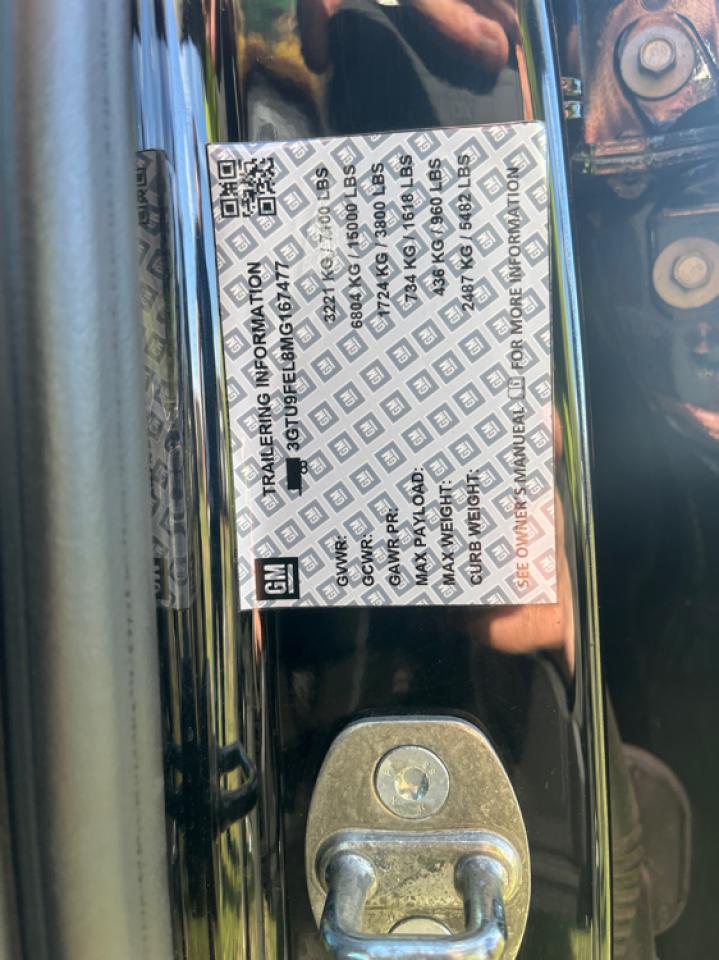 GM
TRAILERING INFORMATION
3GTU9FEL8MG167477
GVWR: 3221 KG / 7100 LBS
GCWR: 6804 KG / 15000 LBS
GAWR PR: 1724 KG / 3800 LBS
MAX PAYLOAD: 734 KG / 1618 LBS
MAX WEIGHT: 436 KG / 960 LBS
CURB WEIGHT: 2487 KG / 5482 LBS
SEE OWNER'S MANUEAL FOR MORE INFORMATION